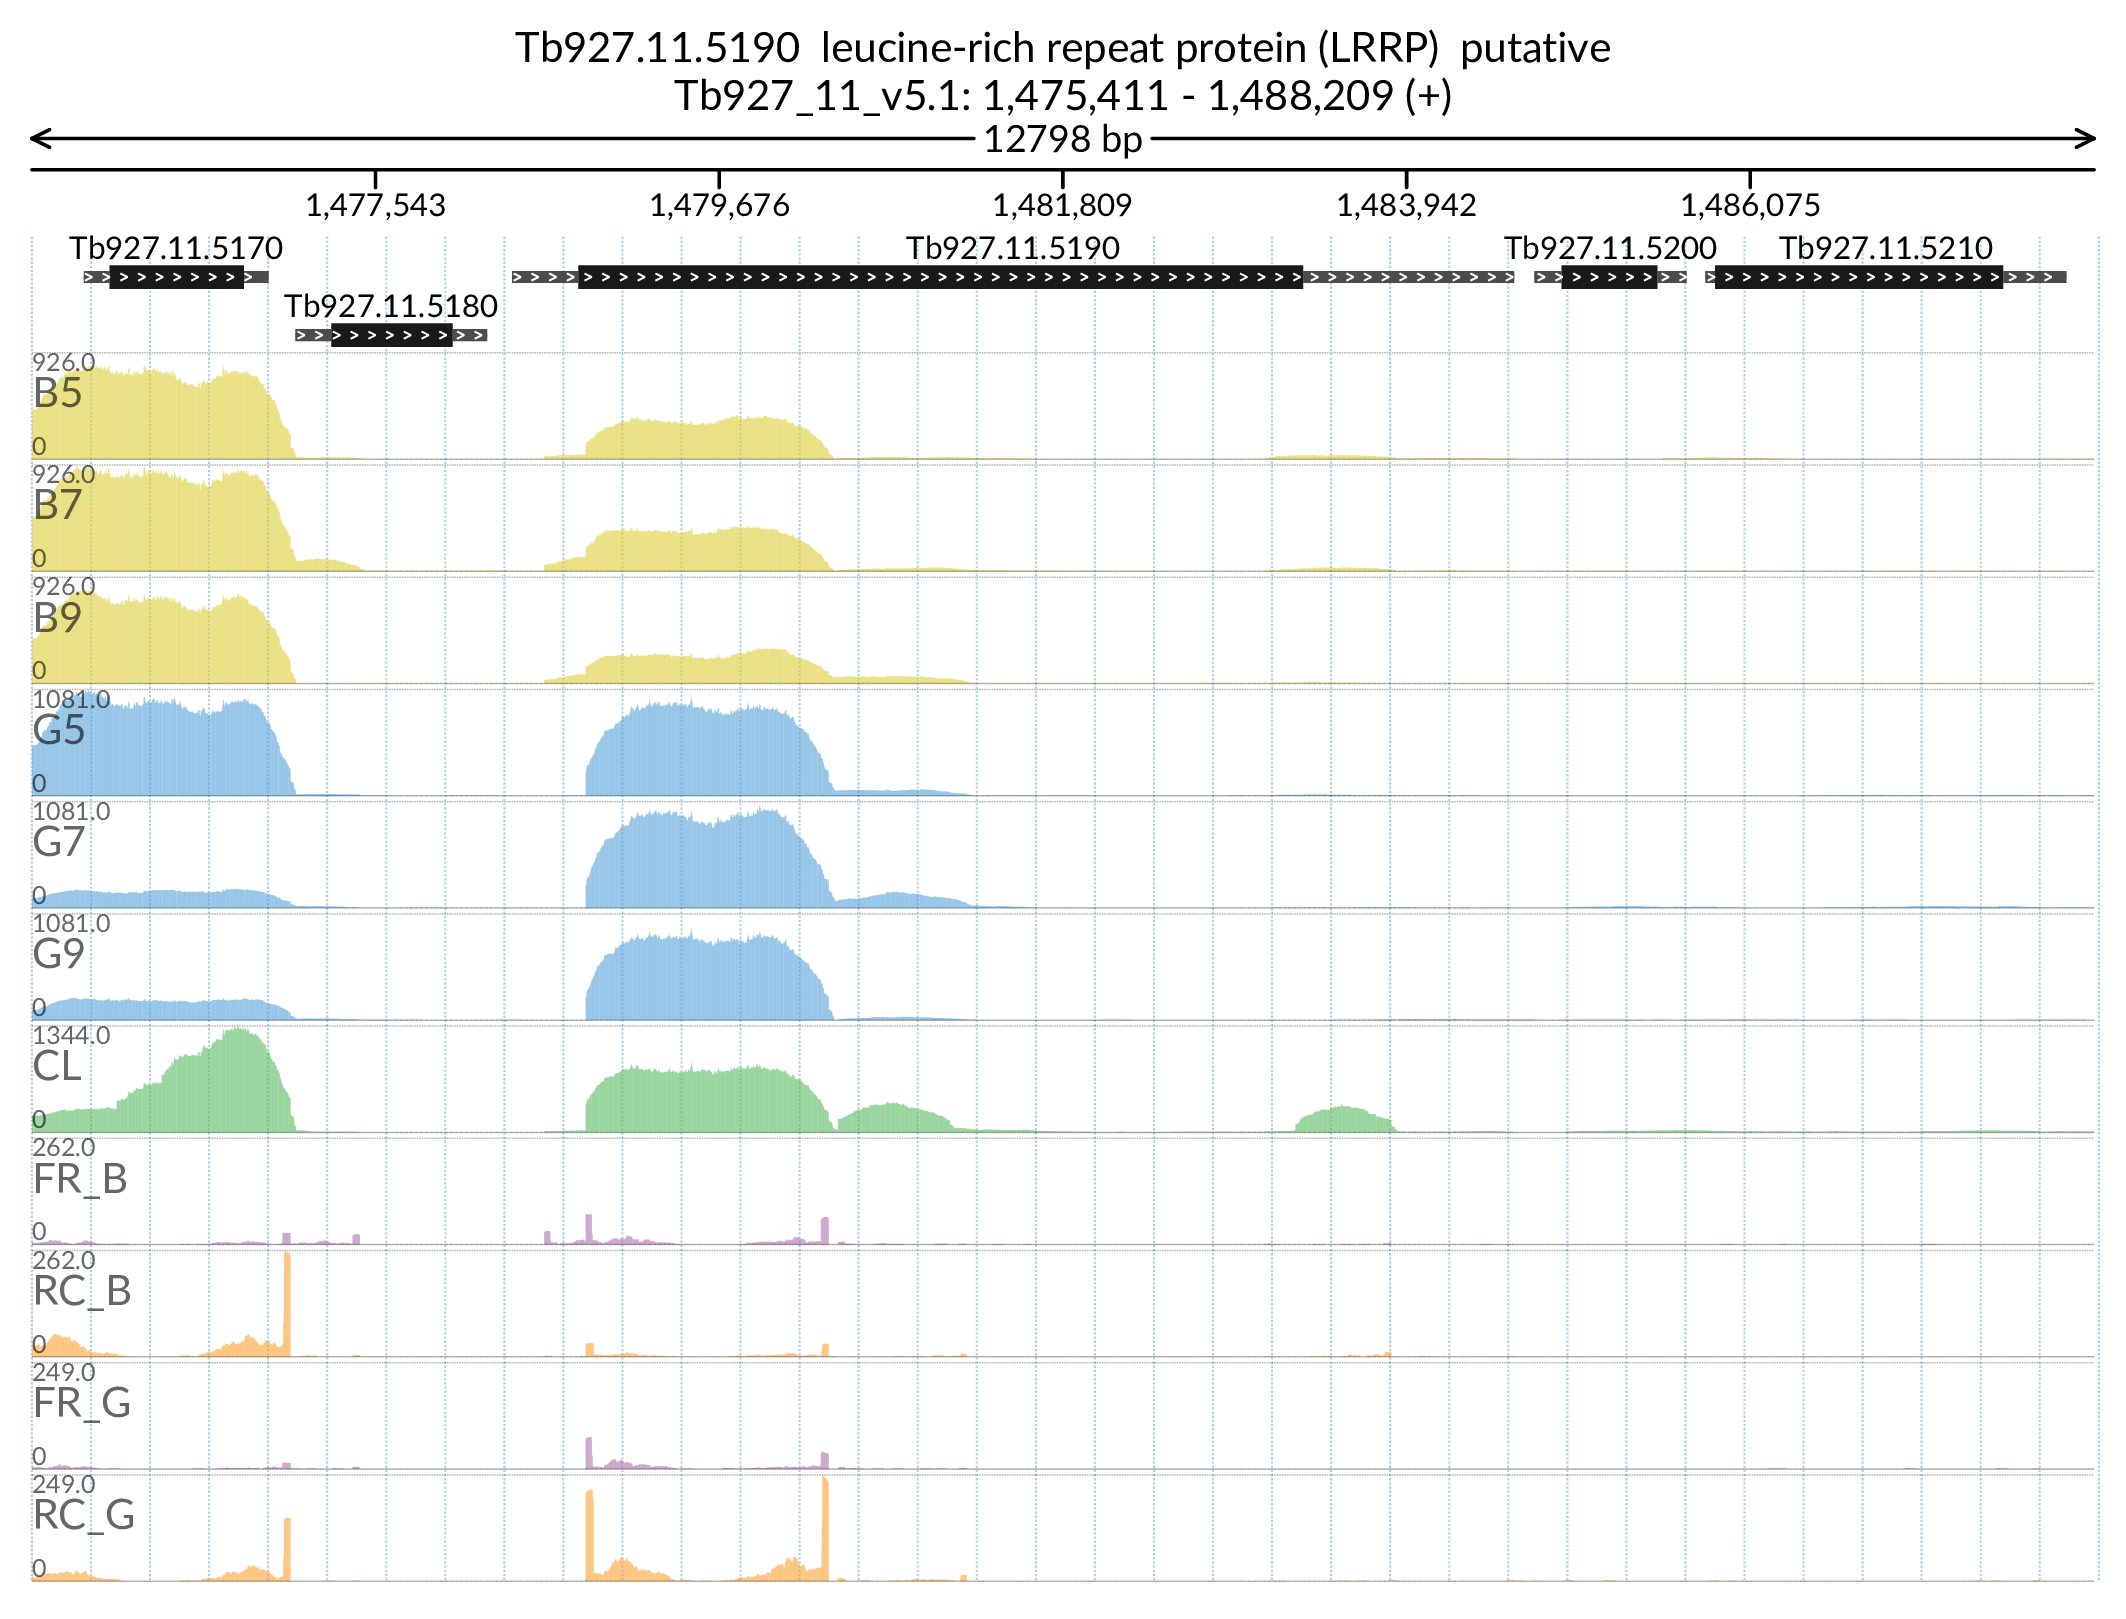 Tb927.11.5190 leucine-rich repeat protein (LRRP) putative
Tb927_11_v5.1: 1,475,411 - 1,488,209 (+)
12798 bp
1,477,543 1,479,676 1,481,809 1,483,942 1,486,075
Tb927.11.5170 Tb927.11.5190 Tb927.11.5200 Tb927.11.5210
Tb927.11.5180
926.0
B5
0
926.0
B7
0
926.0
B9
0
1081.0
G5
0
1081.0
G7
0
1081.0
G9
0
1344.0
CL
0
262.0
FR_B
0
262.0
RC_B
0
249.0
FR_G
0
249.0
RC_G
0